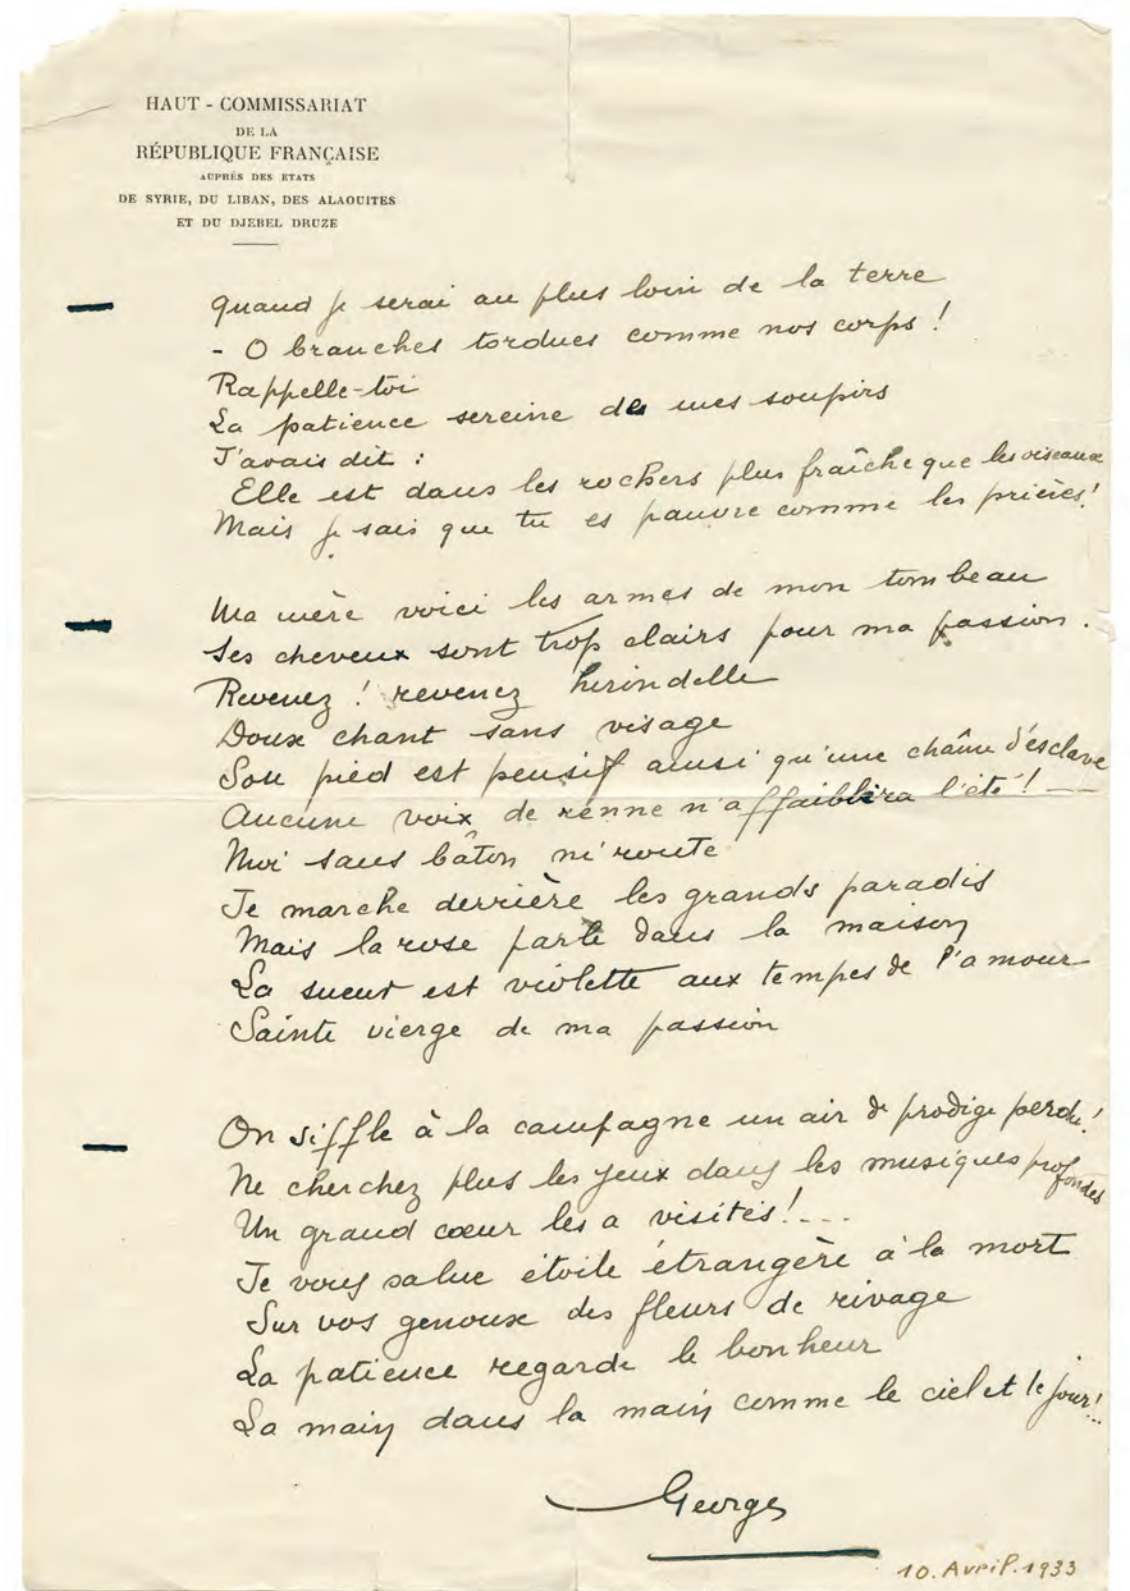 HAUT - COMMISSARIAT
DE LA
RÉPUBLIQUE FRANÇAISE
AUPRÈS DES ETATS
DE SYRIE, DU LIBAN, DES ALAOUITES
ET DU DJEBEL DRUZE
Quand je serai au plus loin de la terre
- O branches tordues comme nos corps !
Rappelle-toi
La patience sereine de mes soupirs
J'avais dit :
Elle est dans les rochers plus fraîche que les oiseaux
Mais je sais que tu es pauvre comme les prières !
Ma mère voici les armes de mon tombeau
Ses cheveux sont trop clairs pour ma passion .
Revenez ! revenez hirondelle
Doux chant sans visage
Son pied est pensif ainsi qu'une chaîne d'esclave
Aucune voix de renne n'affaiblira l'été ! __
Moi sans bâton ni route
Je marche derrière les grands paradis
Mais la rose parle dans la maison
La sueur est violette aux tempes de l'amour
Sainte vierge de ma passion
On siffle à la campagne un air de prodige perdu !
Ne cherchez plus les yeux dans les musiques profondes
Un grand cœur les a visités ! - - -
Je vous salue étoile étrangère à la mort
Sur vos genoux des fleurs de rivage
La patience regarde le bonheur
La main dans la main comme le ciel et le jour !...
Georges
10. Avril. 1933